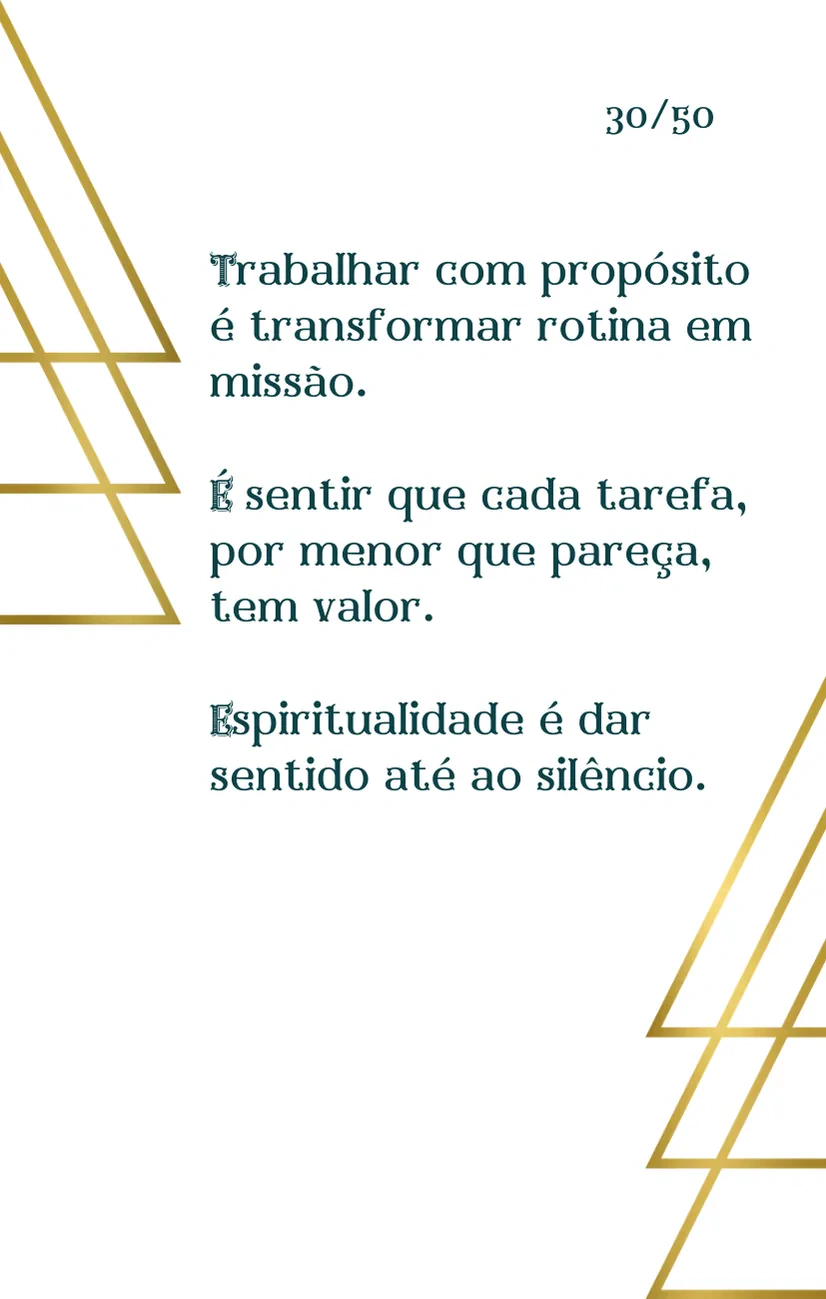 30/50
Trabalhar com propósito
é transformar rotina em
missão.
É sentir que cada tarefa,
por menor que pareça,
tem valor.
Espiritualidade é dar
sentido até ao silêncio.